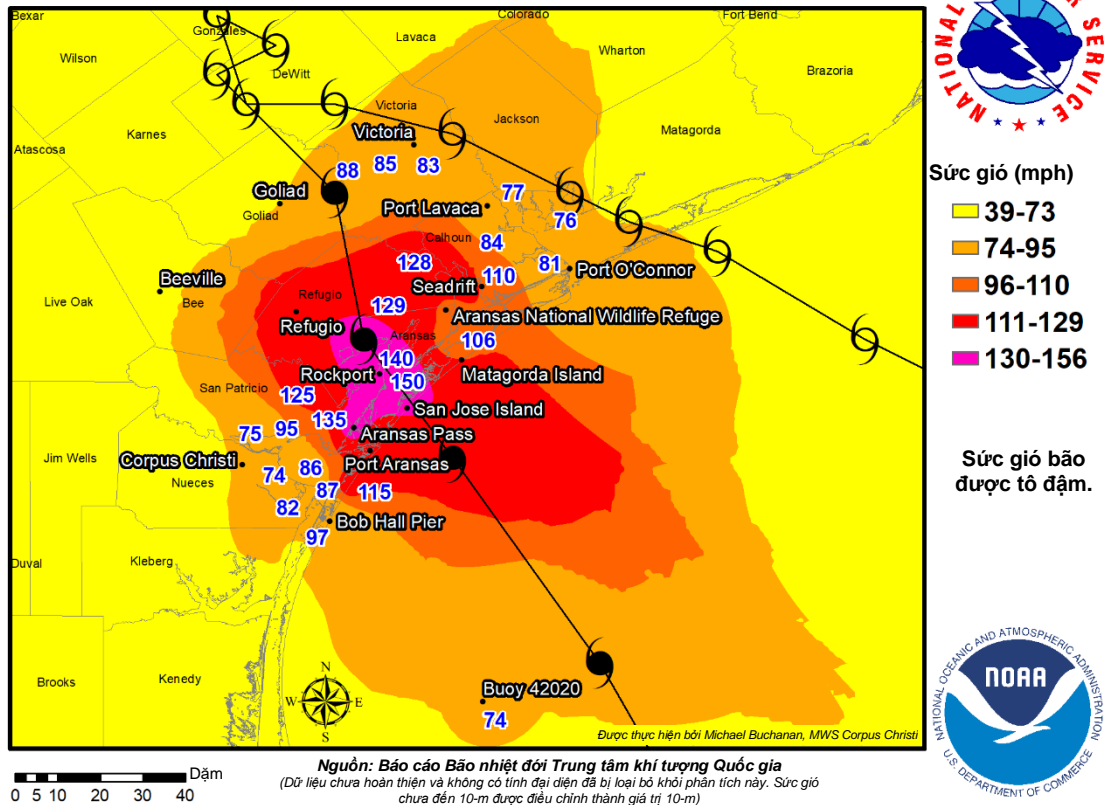 Bexar
Gonzales
Colorado
Fort Bend
Lavaca
Wilson
DeWitt
Wharton
Brazoria
Victoria
Jackson
Karnes
Matagorda
Atascosa
Victoria
88
85
83
Goliad
Goliad
77
Port Lavaca
76
Calhoun
84
128
81
Port O'Connor
110
Beeville
Bee
Seadrift
Live Oak
Refugio
129
Aransas National Wildlife Refuge
Refugio
Aransas
106
140
Rockport
Matagorda Island
150
San Patricio
125
San Jose Island
135
95
75
Aransas Pass
Jim Wells
Corpus Christi
86
Port Aransas
74
Nueces
87
115
82
Bob Hall Pier
97
Duval
Kleberg
Brooks
Kenedy
N
W
E
S
Buoy 42020
74
Được thực hiện bởi Michael Buchanan, MWS Corpus Christi
NATIONAL
SERVICE
Sức gió (mph)
39-73
74-95
96-110
111-129
130-156
Sức gió bão
được tô đậm.
NATIONAL OCEANIC AND ATMOSPHERIC ADMINISTRATION
NOAA
U.S. DEPARTMENT OF COMMERCE
Dặm
0 5 10 20 30 40
Nguồn: Báo cáo Bão nhiệt đới Trung tâm khí tượng Quốc gia
(Dữ liệu chưa hoàn thiện và không có tính đại diện đã bị loại bỏ khỏi phân tích này. Sức gió
chưa đến 10-m được điều chỉnh thành giá trị 10-m)